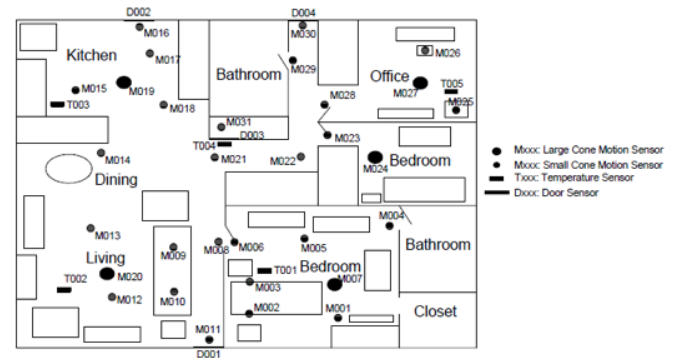 D002
D004
M016
M030
Kitchen
M017
M029
M026
Bathroom
Office
M015
M019
M027
T005
T003
M018
M028
M025
M031
D003
M023
T004
M014
M021
M022
M024
Bedroom
Dining
Mxxx: Large Cone Motion Sensor
Mxxx: Small Cone Motion Sensor
Txxx: Temperature Sensor
Dxxx: Door Sensor
M004
M013
M008
M006
M005
Bathroom
Living
M009
T001
Bedroom
M020
M003
M007
T002
M012
M010
M002
M001
Closet
M011
D001